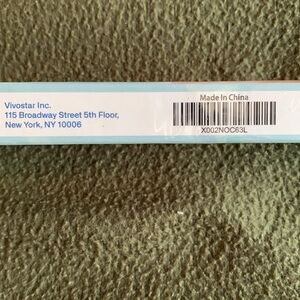 Vivostar Inc.
115 Broadway Street 5th Floor,
New York, NY 10006
Made In China
X002NOC63L